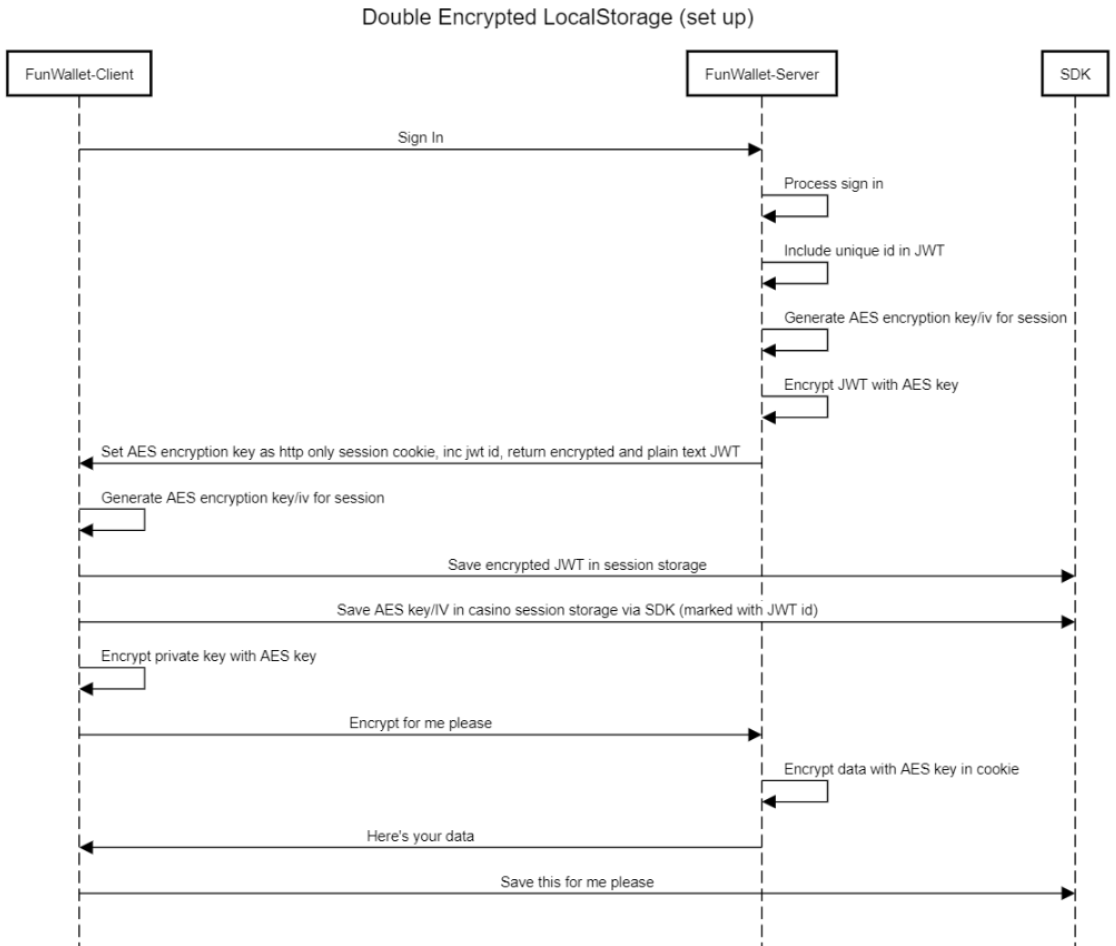 Double Encrypted LocalStorage (set up)
FunWallet-Client
FunWallet-Server
SDK
Sign In
Process sign in
Include unique id in JWT
Generate AES encryption key/iv for session
Encrypt JWT with AES key
Set AES encryption key as http only session cookie, inc jwt id, return encrypted and plain text JWT
Generate AES encryption key/iv for session
Save encrypted JWT in session storage
Save AES key/IV in casino session storage via SDK (marked with JWT id)
Encrypt private key with AES key
Encrypt for me please
Encrypt data with AES key in cookie
Here's your data
Save this for me please